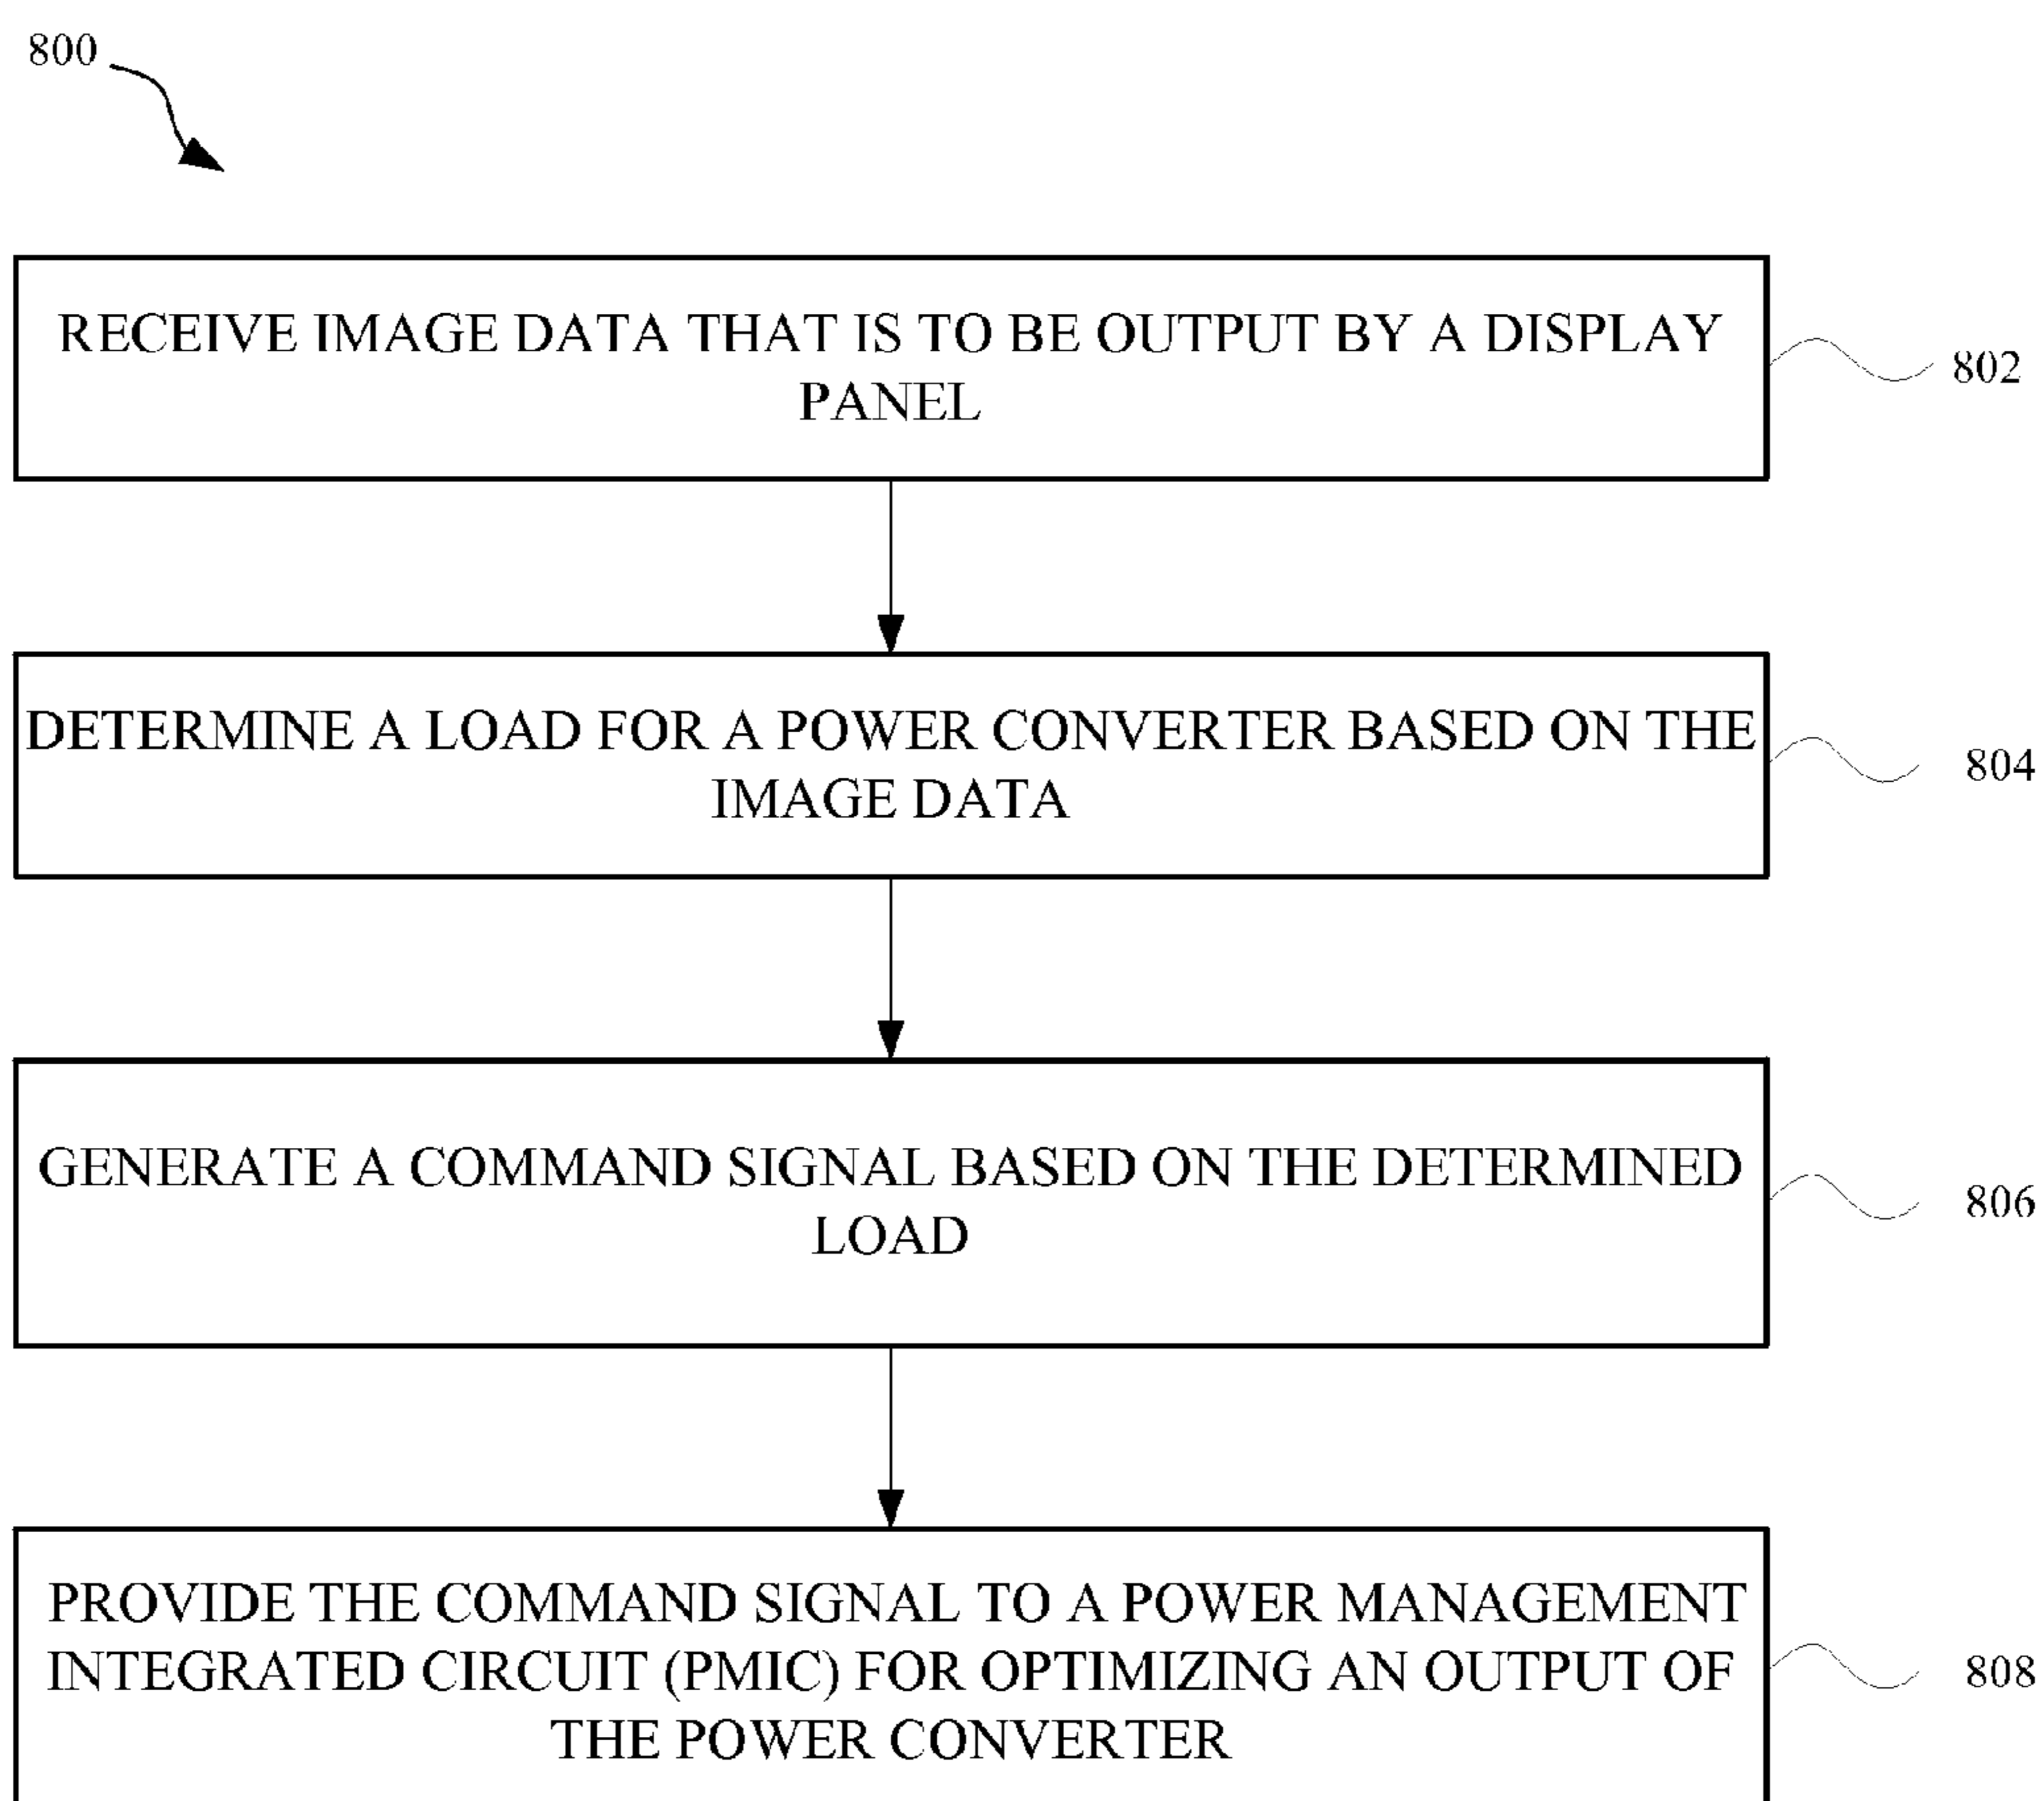 800
RECEIVE IMAGE DATA THAT IS TO BE OUTPUT BY A DISPLAY
PANEL
802
DETERMINE A LOAD FOR A POWER CONVERTER BASED ON THE
IMAGE DATA
804
GENERATE A COMMAND SIGNAL BASED ON THE DETERMINED
LOAD
806
PROVIDE THE COMMAND SIGNAL TO A POWER MANAGEMENT
INTEGRATED CIRCUIT (PMIC) FOR OPTIMIZING AN OUTPUT OF
THE POWER CONVERTER
808